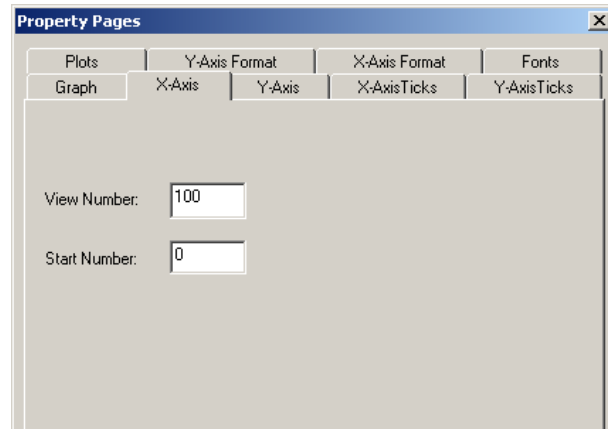 Property Pages
Plots Y-Axis Format X-Axis Format Fonts
Graph X-Axis Y-Axis X-AxisTicks Y-AxisTicks
View Number: 100
Start Number: 0